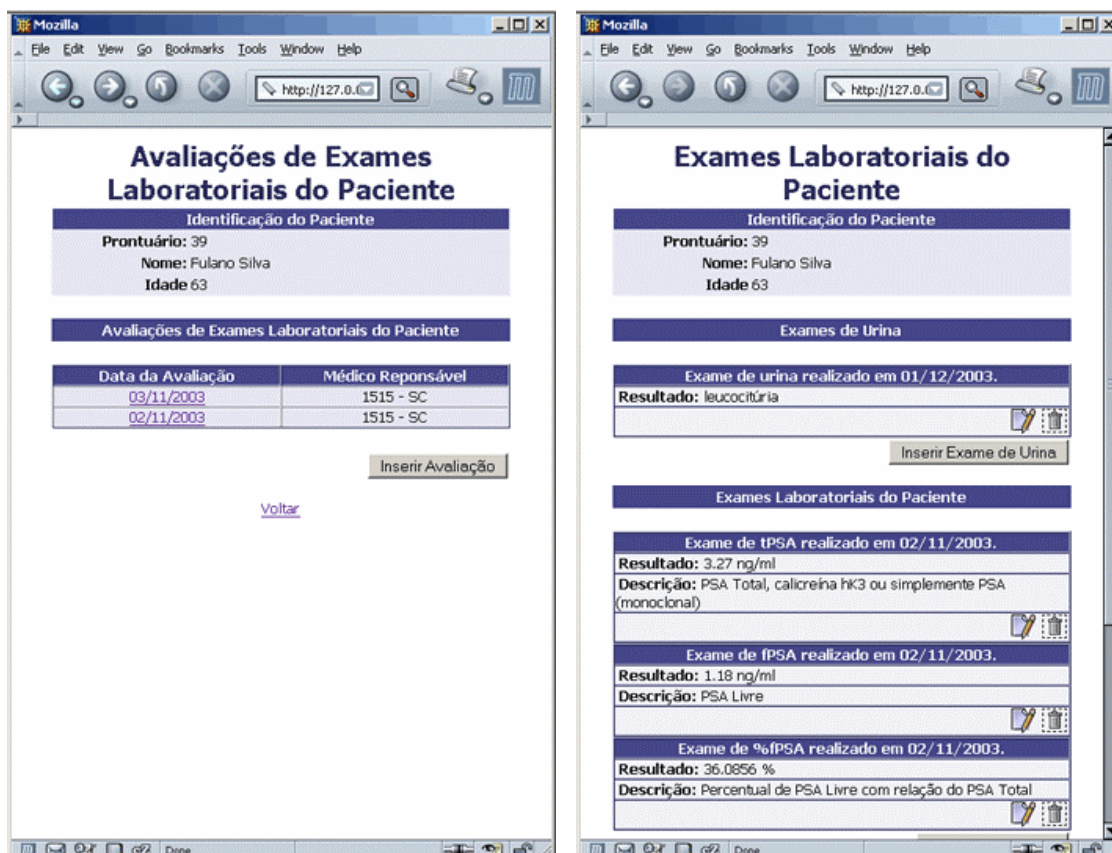 Mozilla
File Edit View Go Bookmarks Tools Window Help
http://127.0.
Avaliações de Exames
Laboratoriais do Paciente
Identificação do Paciente
Prontuário: 39
Nome: Fulano Silva
Idade 63
Avaliações de Exames Laboratoriais do Paciente
Data da Avaliação Médico Reponsável
03/11/2003 1515 - SC
02/11/2003 1515 - SC
Inserir Avaliação
Voltar
Done
Mozilla
File Edit View Go Bookmarks Tools Window Help
http://127.0.
Exames Laboratoriais do
Paciente
Identificação do Paciente
Prontuário: 39
Nome: Fulano Silva
Idade 63
Exames de Urina
Exame de urina realizado em 01/12/2003.
Resultado: leucocitúria
Inserir Exame de Urina
Exames Laboratoriais do Paciente
Exame de tPSA realizado em 02/11/2003.
Resultado: 3.27 ng/ml
Descrição: PSA Total, calicreína hK3 ou simplemente PSA
(monoclonal)
Exame de fPSA realizado em 02/11/2003.
Resultado: 1.18 ng/ml
Descrição: PSA Livre
Exame de %fPSA realizado em 02/11/2003.
Resultado: 36.0856 %
Descrição: Percentual de PSA Livre com relação do PSA Total
Done